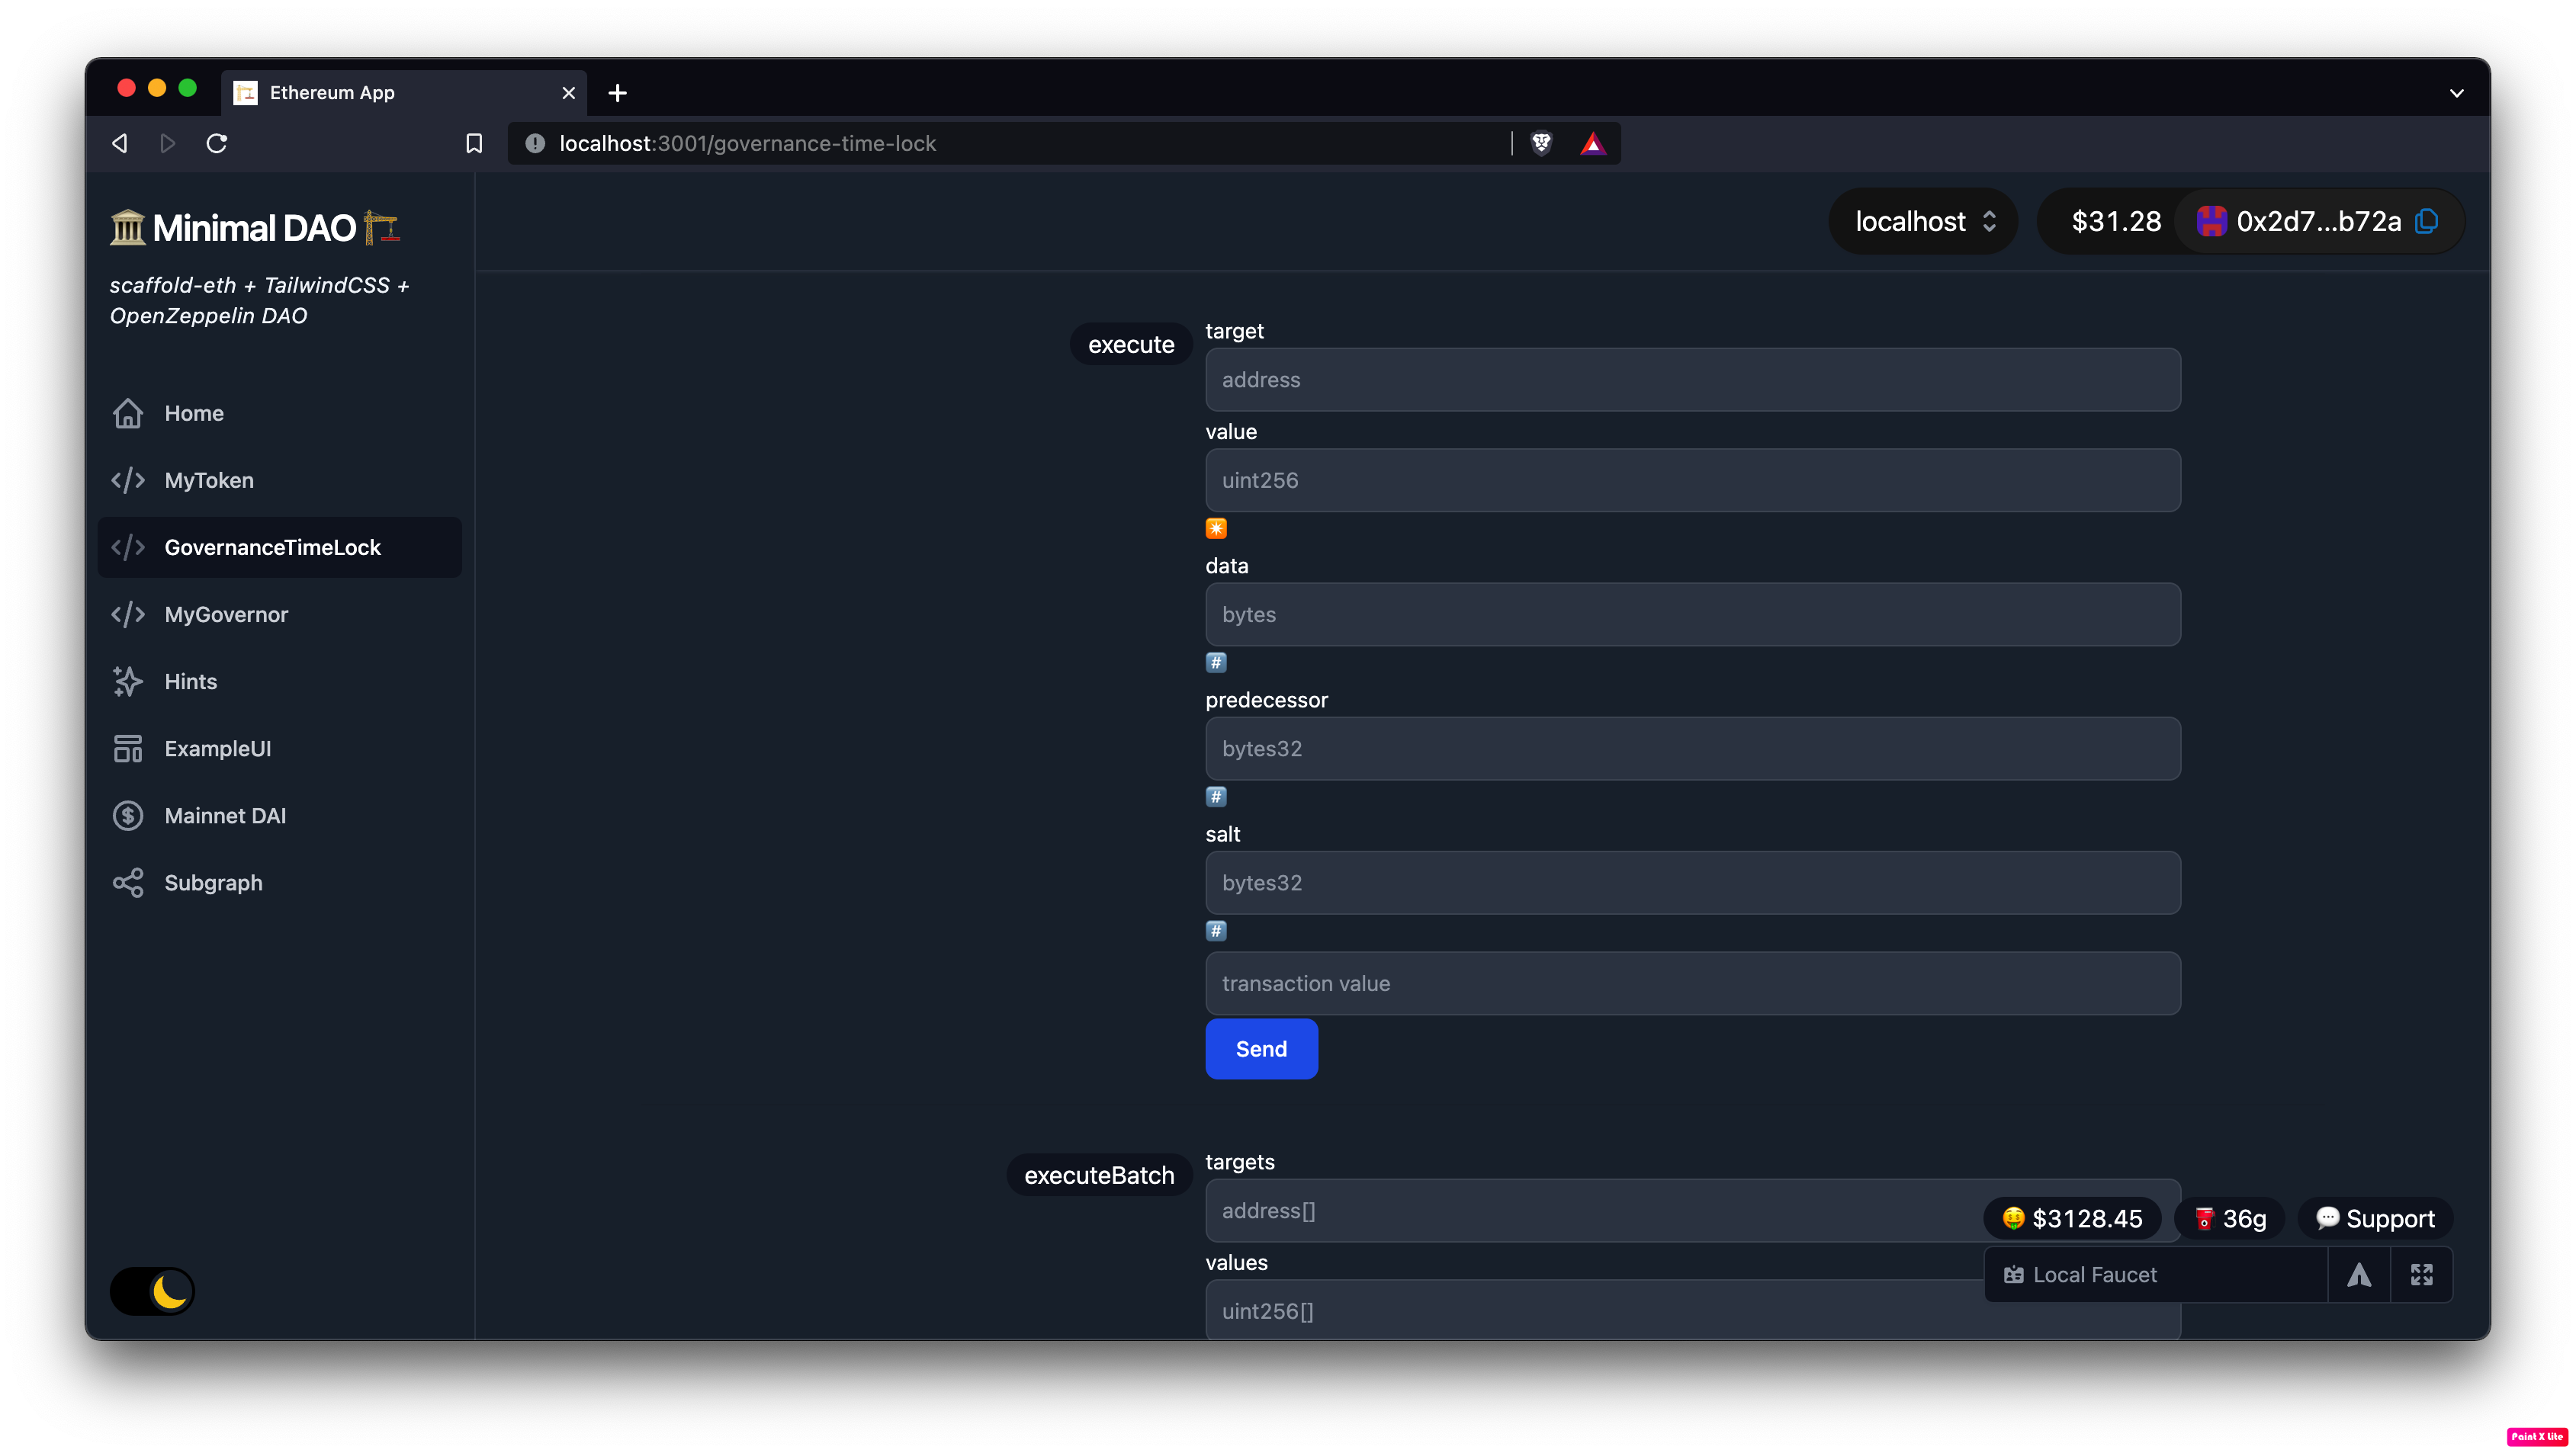 Ethereum App
localhost:3001/governance-time-lock
Minimal DAO
scaffold-eth + TailwindCSS +
OpenZeppelin DAO
Home
MyToken
GovernanceTimeLock
MyGovernor
Hints
ExampleUI
Mainnet DAI
Subgraph
localhost
$31.28
0x2d7...b72a
execute
target
address
value
uint256
data
bytes
#
predecessor
bytes32
#
salt
bytes32
#
transaction value
Send
executeBatch
targets
address[]
values
uint256[]
$3128.45
36g
Support
Local Faucet
Paint X Lite